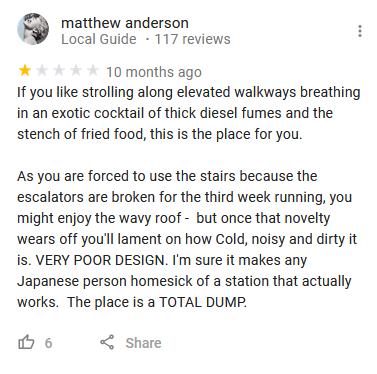 matthew anderson
Local Guide · 117 reviews
10 months ago
If you like strolling along elevated walkways breathing
in an exotic cocktail of thick diesel fumes and the
stench of fried food, this is the place for you.
As you are forced to use the stairs because the
escalators are broken for the third week running, you
might enjoy the wavy roof - but once that novelty
wears off you'll lament on how Cold, noisy and dirty it
is. VERY POOR DESIGN. I'm sure it makes any
Japanese person homesick of a station that actually
works. The place is a TOTAL DUMP.
6 Share